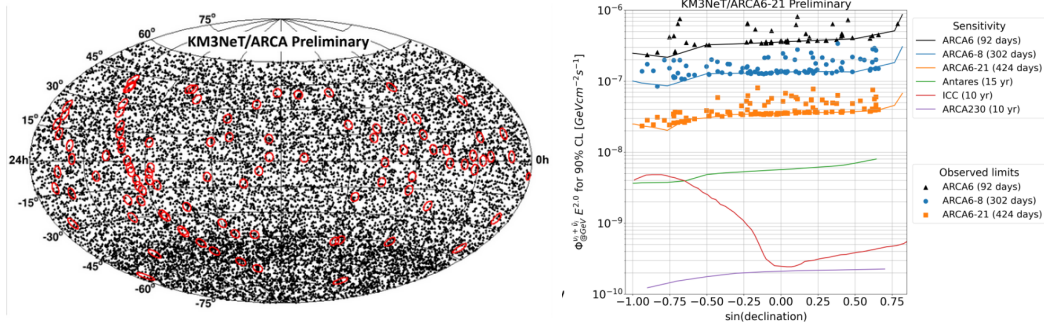 KM3NeT/ARCA Preliminary
75°
60°
45°
30°
15°
24h
0h
-15°
-30°
-45°
-60°
-75°
KM3NeT/ARCA6-21 Preliminary
10⁻⁶
10⁻⁷
10⁻⁸
10⁻⁹
10⁻¹⁰
-1.00 -0.75 -0.50 -0.25 0.00 0.25 0.50 0.75
sin(declination)
Sensitivity
ARCA6 (92 days)
ARCA6-8 (302 days)
ARCA6-21 (424 days)
Antares (15 yr)
ICC (10 yr)
ARCA230 (10 yr)
Observed limits
ARCA6 (92 days)
ARCA6-8 (302 days)
ARCA6-21 (424 days)
E²·⁰ for 90% CL [GeVcm⁻²s⁻¹]